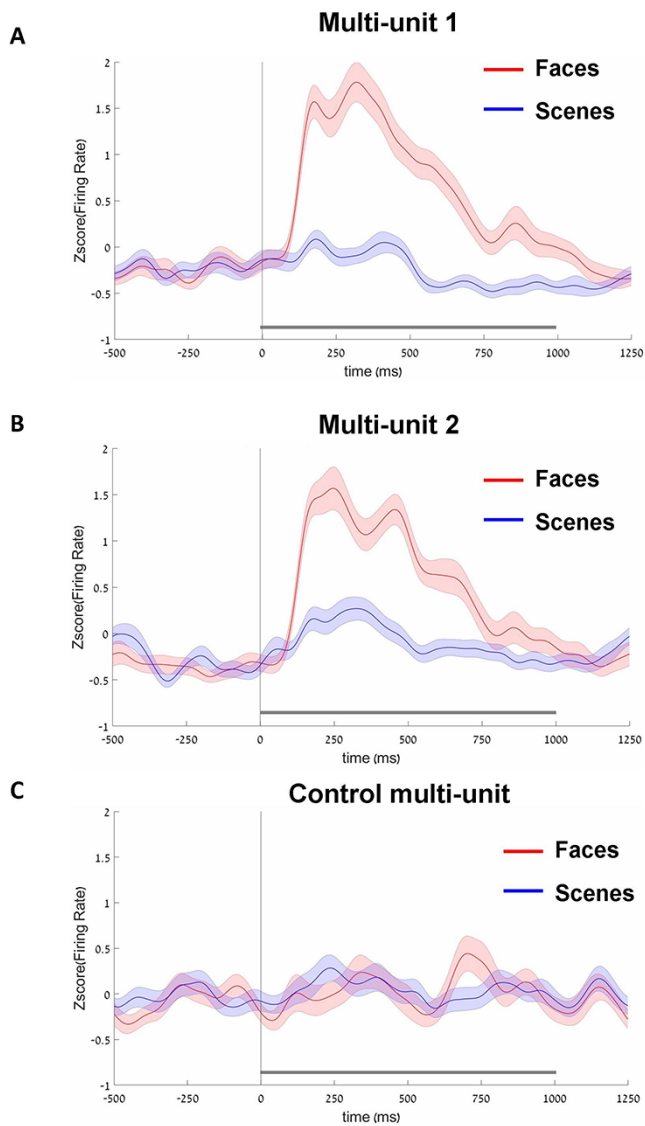 A
Multi-unit 1
Faces
Scenes
Zscore(Firing Rate)
2
1.5
1
0.5
0
-0.5
-1
-500 -250 0 250 500 750 1000 1250
time (ms)
B
Multi-unit 2
Faces
Scenes
Zscore(Firing Rate)
2
1.5
1
0.5
0
-0.5
-1
-500 -250 0 250 500 750 1000 1250
time (ms)
C
Control multi-unit
Faces
Scenes
Zscore(Firing Rate)
2
1.5
1
0.5
0
-0.5
-1
-500 -250 0 250 500 750 1000 1250
time (ms)